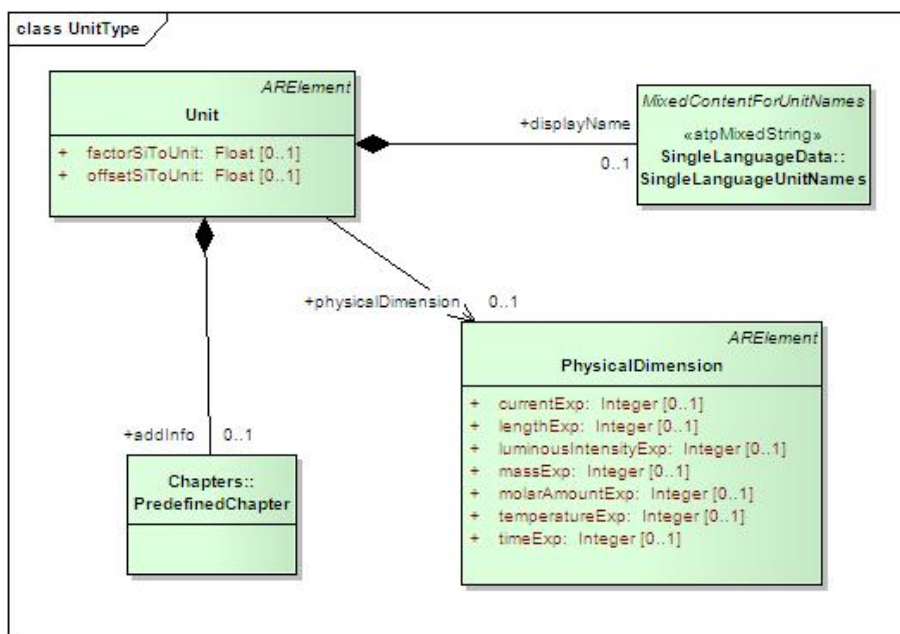 class UnitType
ARElement
Unit
+ factorSiToUnit: Float [0..1]
+ offsetSiToUnit: Float [0..1]
+displayName
0..1
MixedContentForUnitNames
«atpMixedString»
SingleLanguageData::
SingleLanguageUnitNames
+physicalDimension 0..1
ARElement
PhysicalDimension
+ currentExp: Integer [0..1]
+ lengthExp: Integer [0..1]
+ luminousIntensityExp: Integer [0..1]
+ massExp: Integer [0..1]
+ molarAmountExp: Integer [0..1]
+ temperatureExp: Integer [0..1]
+ timeExp: Integer [0..1]
+addInfo 0..1
Chapters::
PredefinedChapter